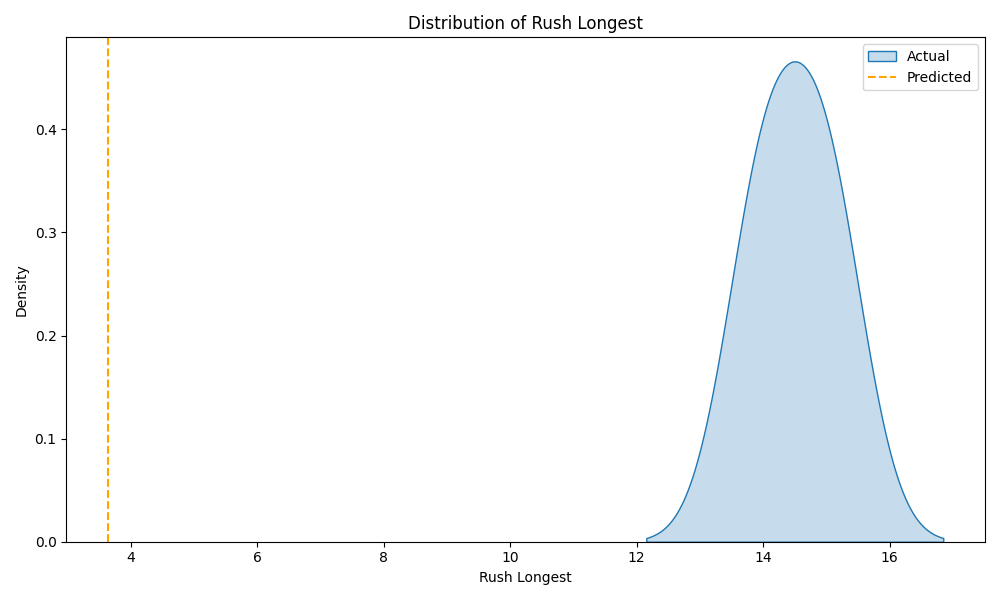 Distribution of Rush Longest
Actual
Predicted
Density
0.4
0.3
0.2
0.1
0.0
4 6 8 10 12 14 16
Rush Longest